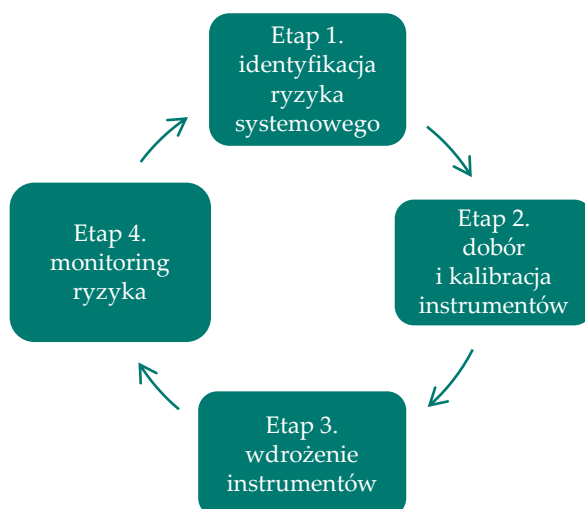 Etap 1.
identyfikacja
ryzyka
systemowego
Etap 2.
dobór
i kalibracja
instrumentów
Etap 3.
wdrożenie
instrumentów
Etap 4.
monitoring
ryzyka